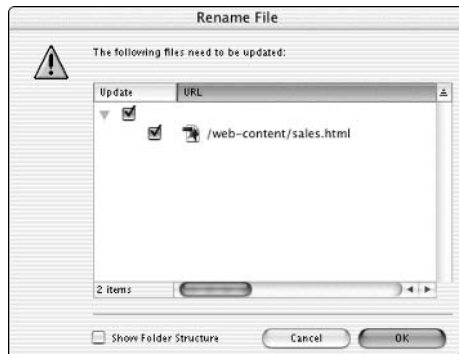 Rename File
The following files need to be updated:
Update URL
/web-content/sales.html
2 items
Show Folder Structure Cancel OK